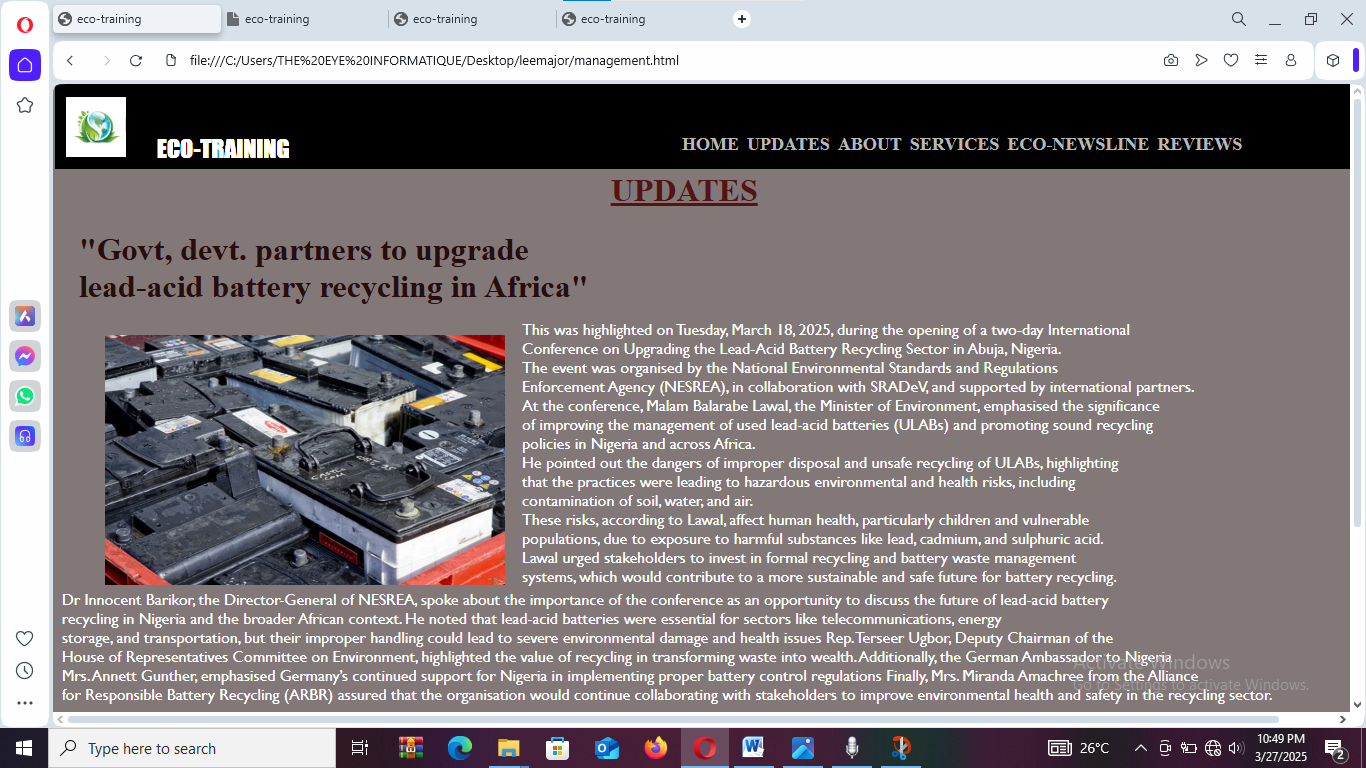 eco-training
eco-training
eco-training
eco-training
file:///C:/Users/THE%20EYE%20INFORMATIQUE/Desktop/leemajor/management.html
ECO-TRAINING
HOME UPDATES ABOUT SERVICES ECO-NEWSLINE REVIEWS
UPDATES
"Govt, devt. partners to upgrade
lead-acid battery recycling in Africa"
This was highlighted on Tuesday, March 18, 2025, during the opening of a two-day International
Conference on Upgrading the Lead-Acid Battery Recycling Sector in Abuja, Nigeria.
The event was organised by the National Environmental Standards and Regulations
Enforcement Agency (NESREA), in collaboration with SRADeV, and supported by international partners.
At the conference, Malam Balarabe Lawal, the Minister of Environment, emphasised the significance
of improving the management of used lead-acid batteries (ULABs) and promoting sound recycling
policies in Nigeria and across Africa.
He pointed out the dangers of improper disposal and unsafe recycling of ULABs, highlighting
that the practices were leading to hazardous environmental and health risks, including
contamination of soil, water, and air.
These risks, according to Lawal, affect human health, particularly children and vulnerable
populations, due to exposure to harmful substances like lead, cadmium, and sulphuric acid.
Lawal urged stakeholders to invest in formal recycling and battery waste management
systems, which would contribute to a more sustainable and safe future for battery recycling.
Dr Innocent Barikor, the Director-General of NESREA, spoke about the importance of the conference as an opportunity to discuss the future of lead-acid battery
recycling in Nigeria and the broader African context. He noted that lead-acid batteries were essential for sectors like telecommunications, energy
storage, and transportation, but their improper handling could lead to severe environmental damage and health issues Rep. Terseer Ugbor, Deputy Chairman of the
House of Representatives Committee on Environment, highlighted the value of recycling in transforming waste into wealth. Additionally, the German Ambassador to Nigeria
Mrs. Annett Gunther, emphasised Germany's continued support for Nigeria in implementing proper battery control regulations Finally, Mrs. Miranda Amachree from the Alliance
for Responsible Battery Recycling (ARBR) assured that the organisation would continue collaborating with stakeholders to improve environmental health and safety in the recycling sector.
Activate Windows
Go to Settings to activate Windows.
Type here to search
26°C
10:49 PM
3/27/2025
2